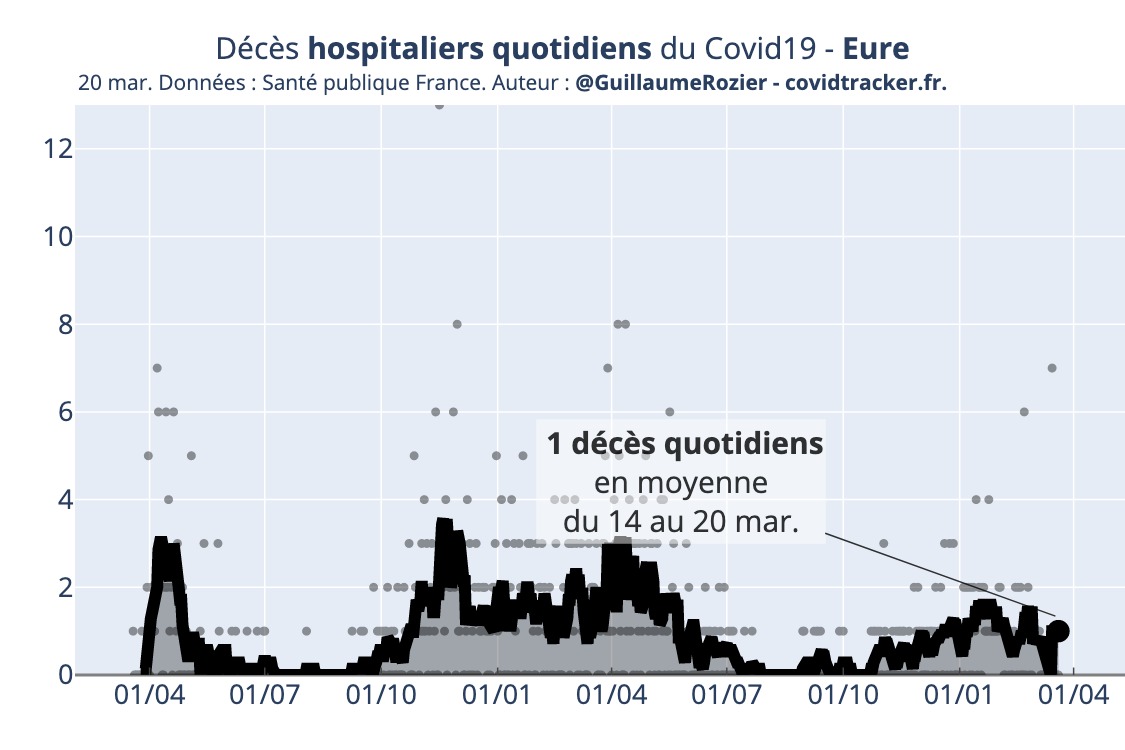 Décès hospitaliers quotidiens du Covid19 - Eure
20 mar. Données : Santé publique France. Auteur : @GuillaumeRozier - covidtracker.fr.
12
10
8
6
4
2
0
1 décès quotidiens
en moyenne
du 14 au 20 mar.
01/04 01/07 01/10 01/01 01/04 01/07 01/10 01/01 01/04